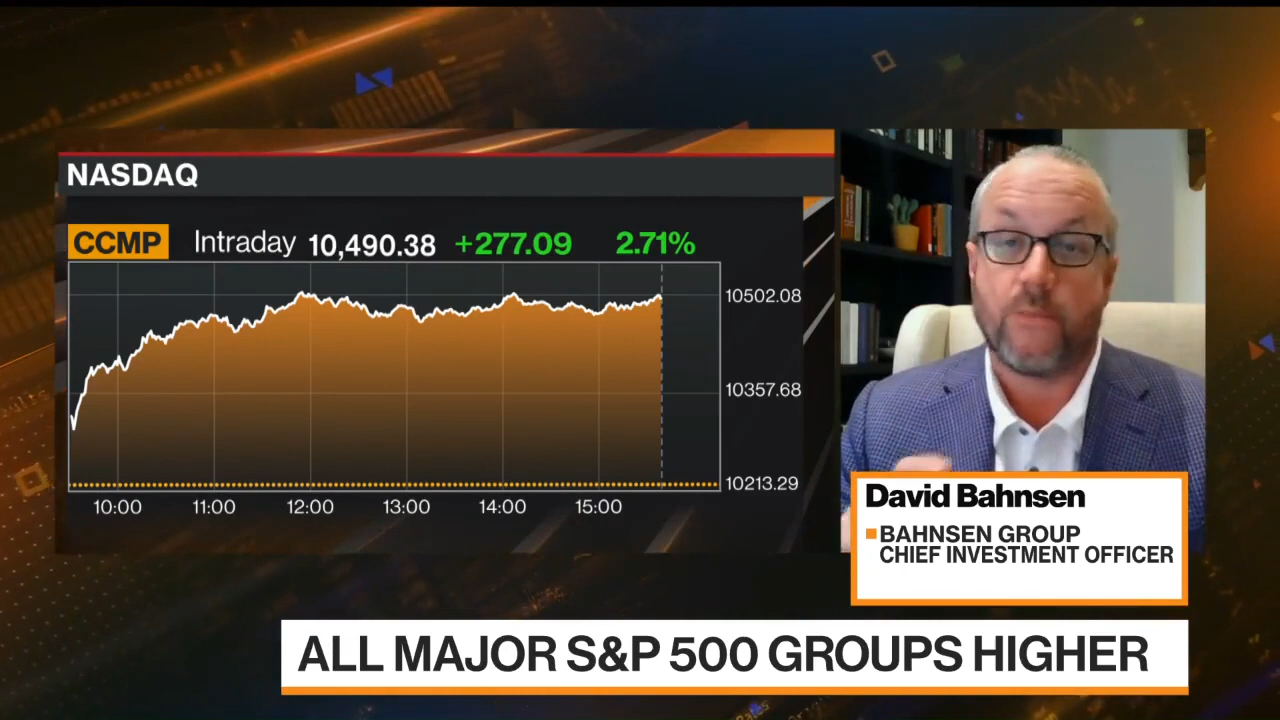 NASDAQ
CCMP Intraday 10,490.38 +277.09 2.71%
10502.08
10357.68
10213.29
10:00 11:00 12:00 13:00 14:00 15:00
David Bahnsen
BAHNSEN GROUP
CHIEF INVESTMENT OFFICER
ALL MAJOR S&P 500 GROUPS HIGHER